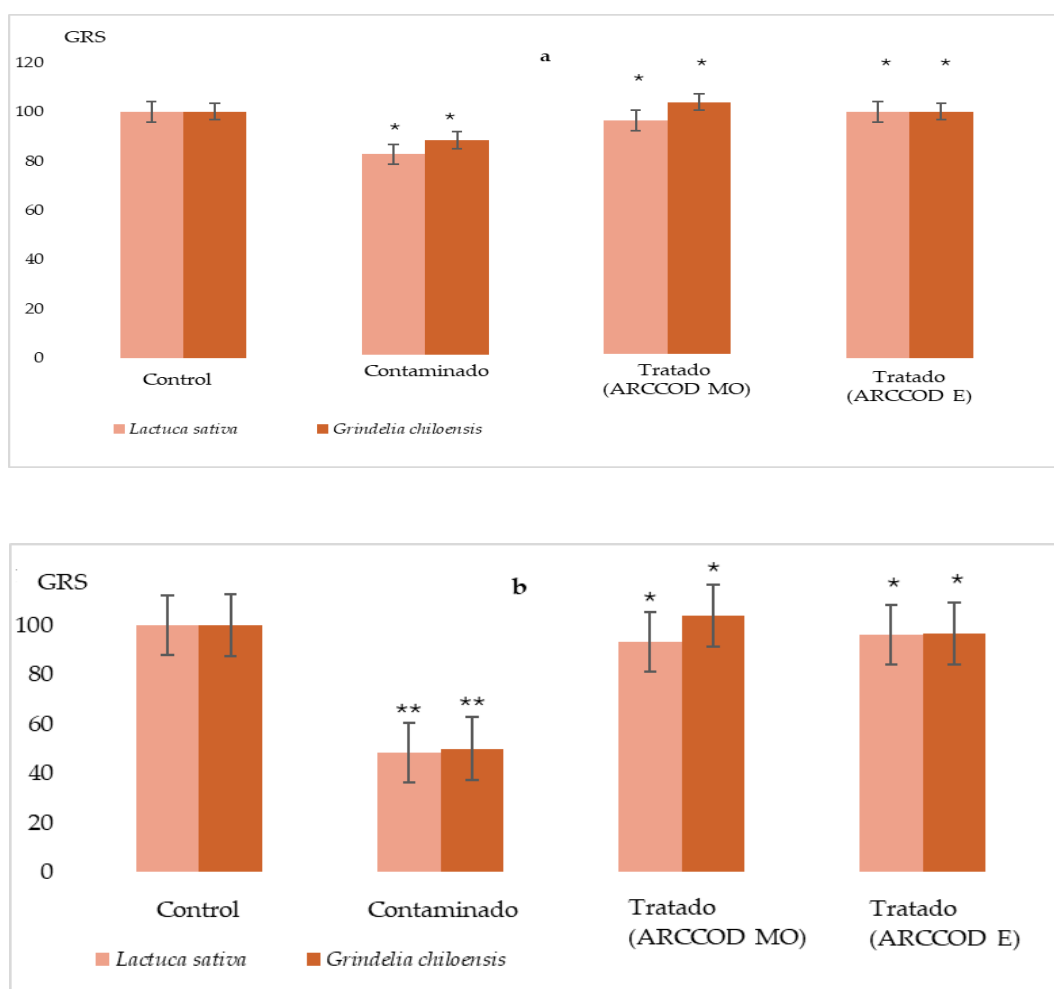 GRS
a
120
100
80
60
40
20
0
* *
* *
* *
Control
Contaminado
Tratado
(ARCCOD MO)
Tratado
(ARCCOD E)
Lactuca sativa
Grindelia chiloensis
GRS
b
100
80
60
40
20
0
** **
* *
* *
Control
Contaminado
Tratado
(ARCCOD MO)
Tratado
(ARCCOD E)
Lactuca sativa
Grindelia chiloensis